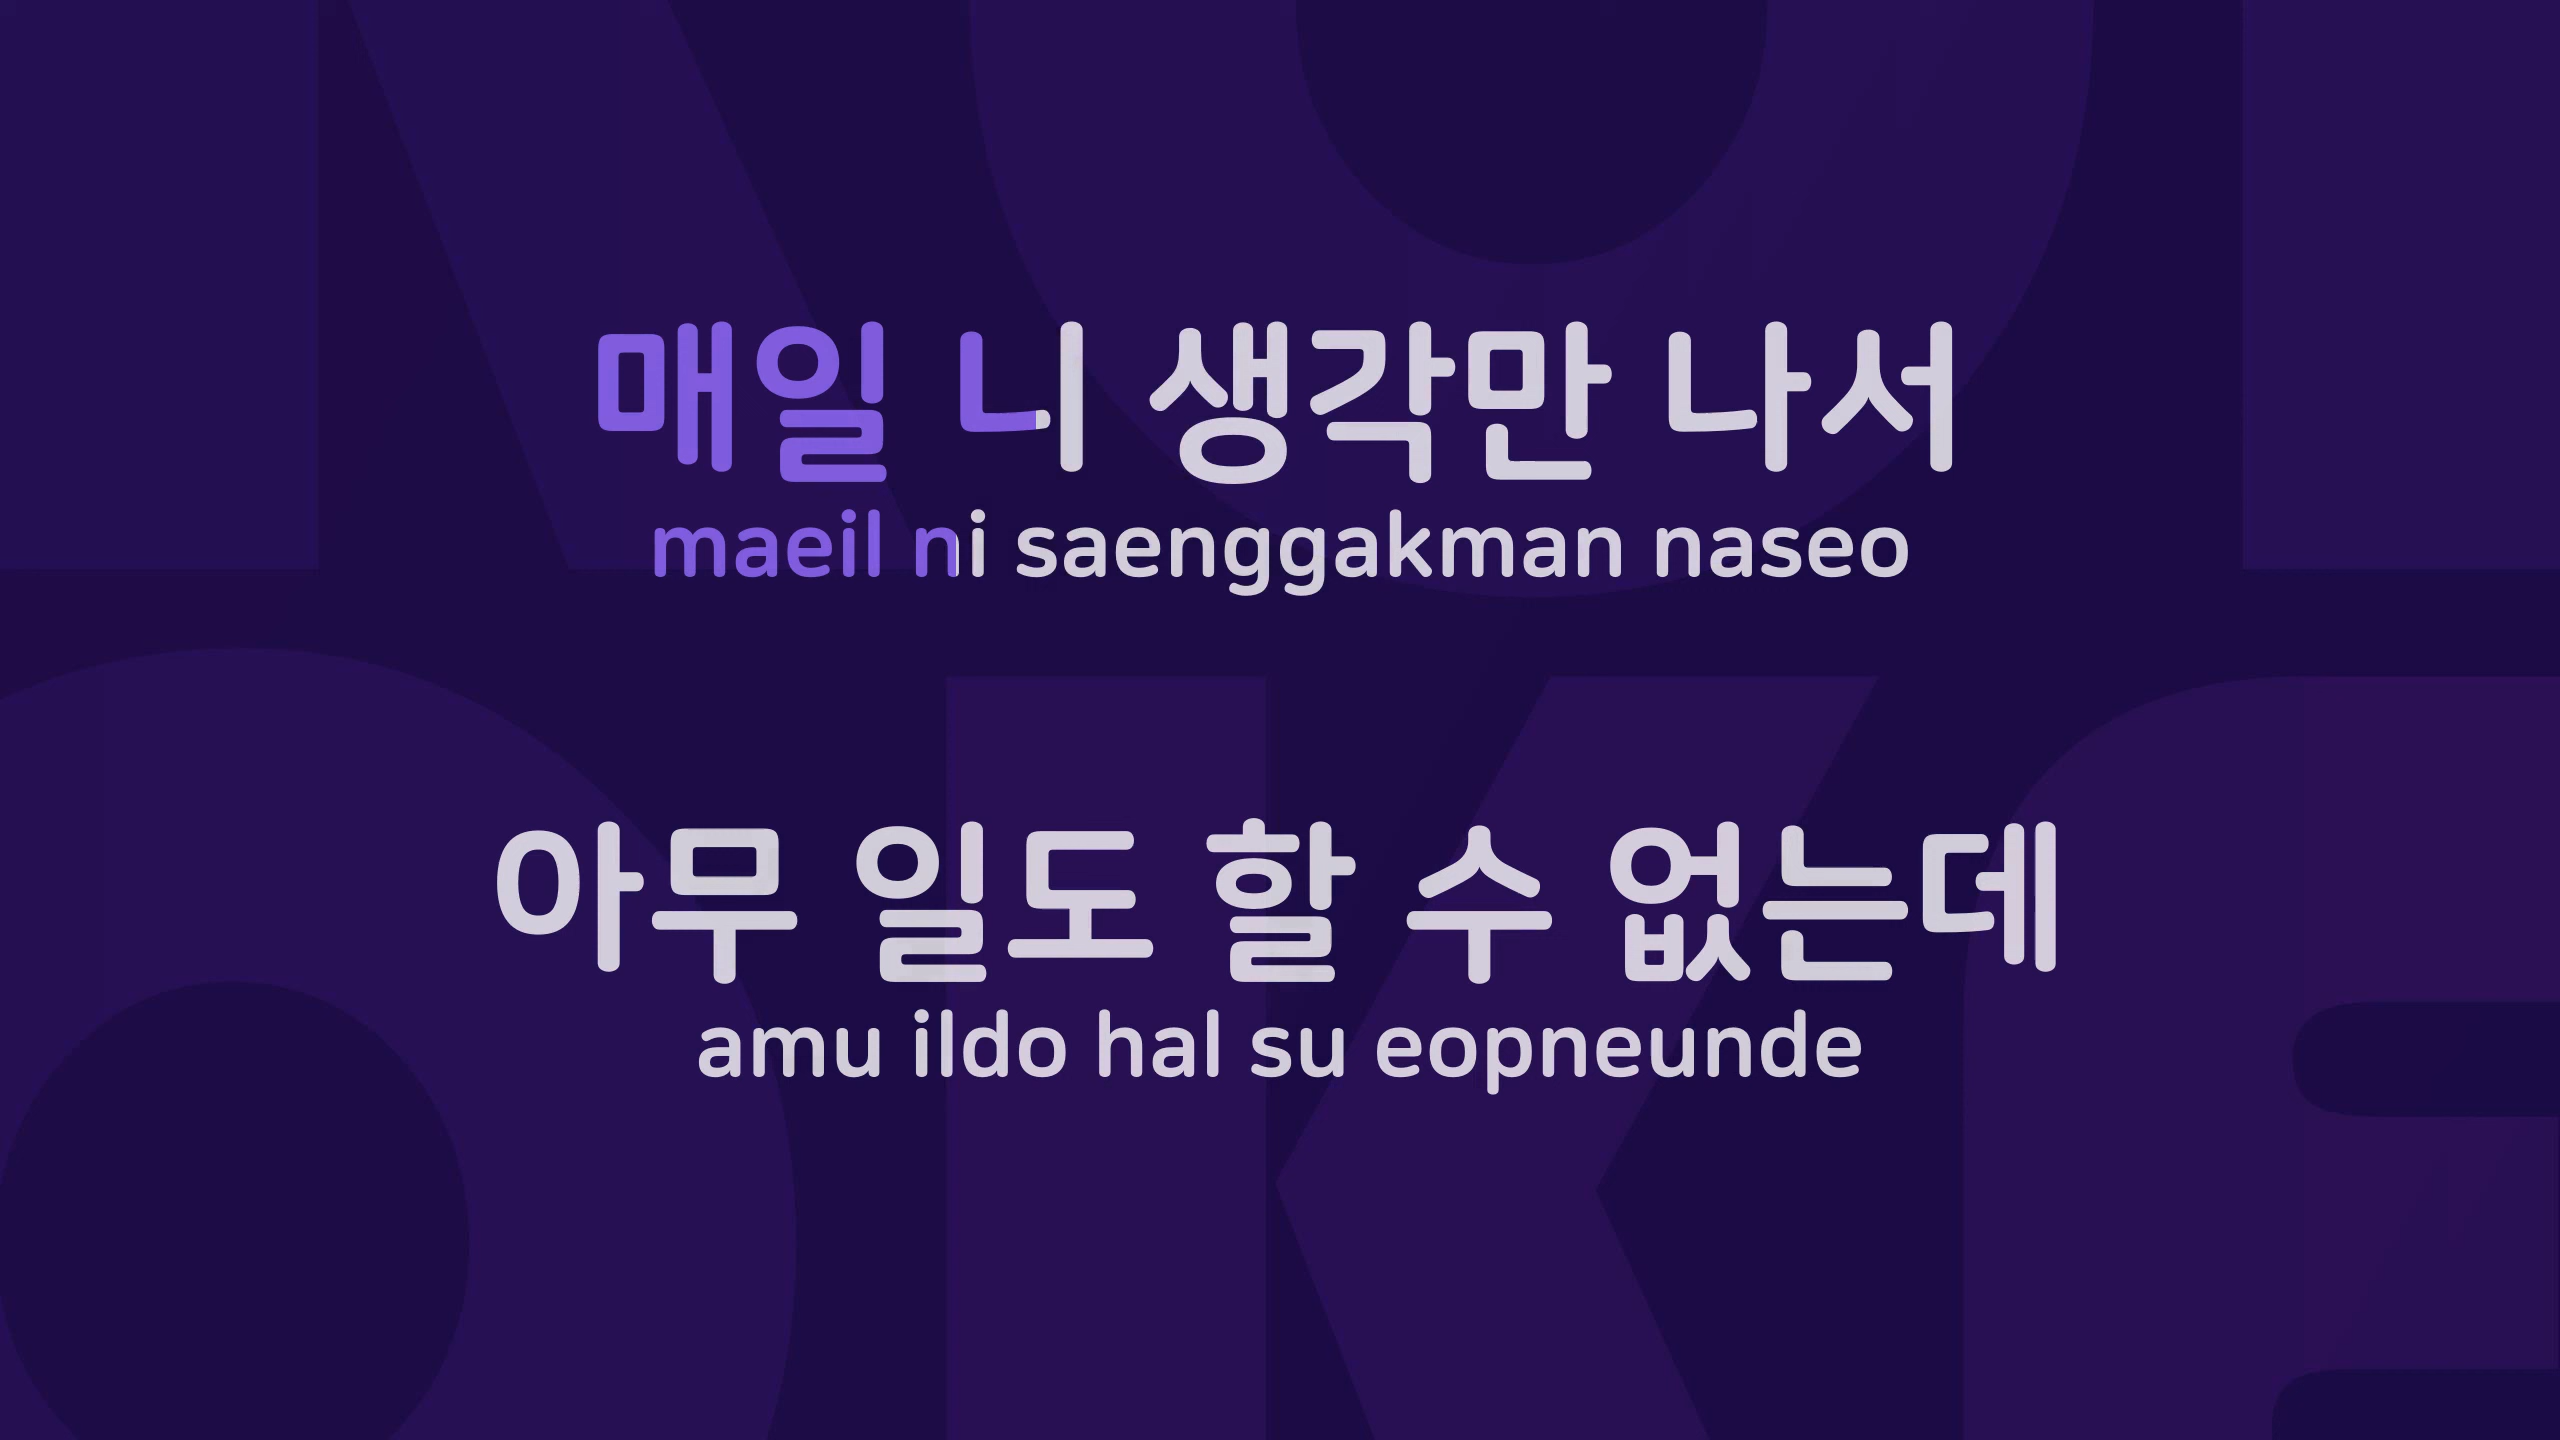 매일 니 생각만 나서
maeil ni saenggakman naseo
아무 일도 할 수 없는데
amu ildo hal su eopneunde